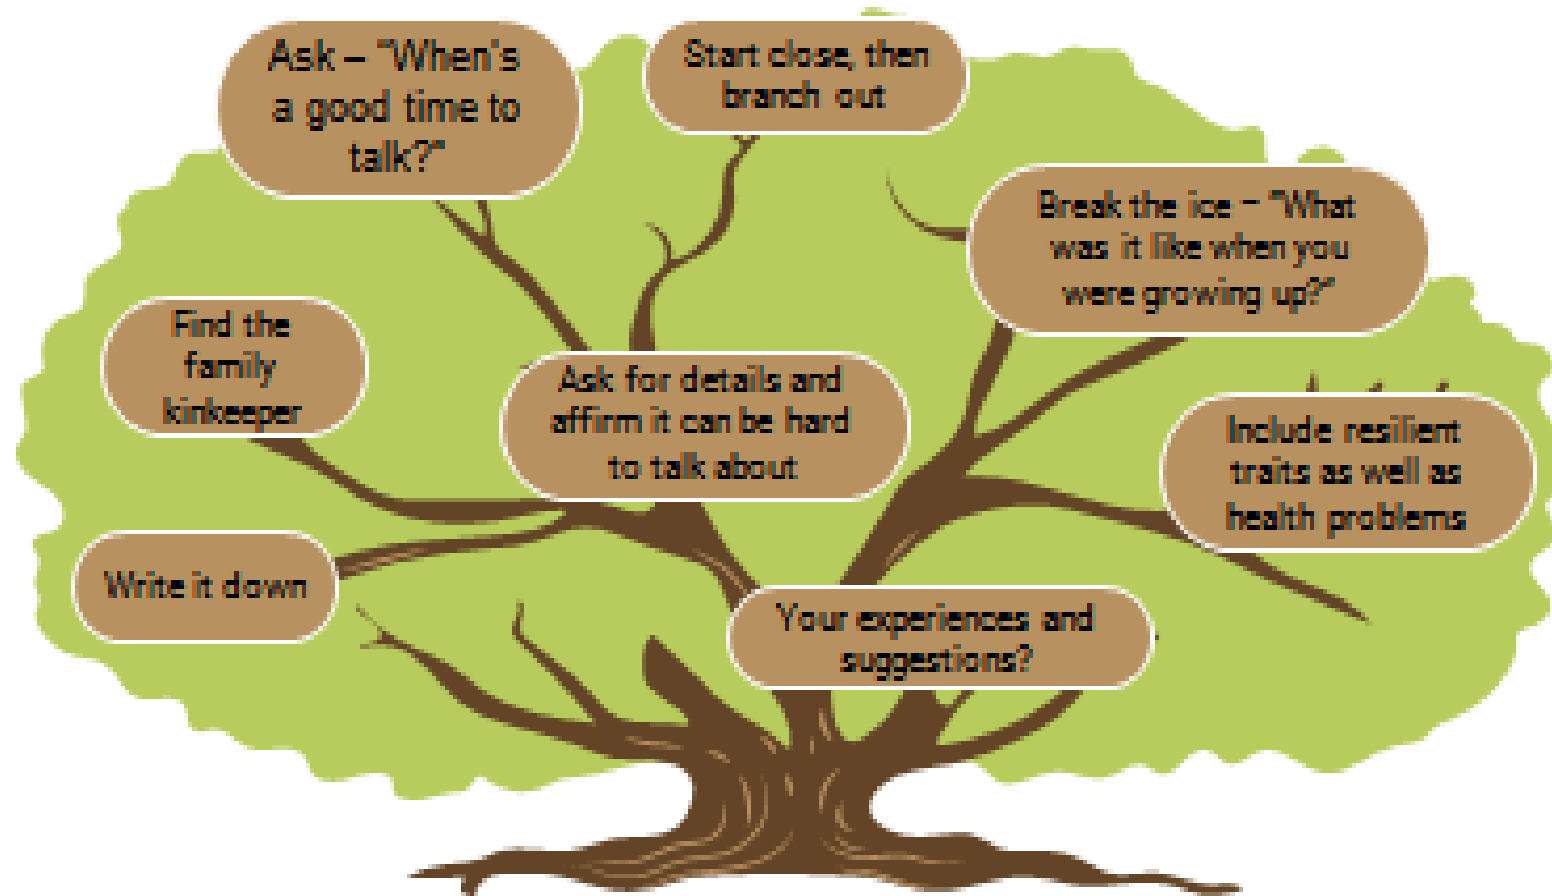 Ask – "When's
a good time to
talk?"
Start close, then
branch out
Break the ice – "What
was it like when you
were growing up?"
Find the
family
kinkeeper
Ask for details and
affirm it can be hard
to talk about
Include resilient
traits as well as
health problems
Write it down
Your experiences and
suggestions?